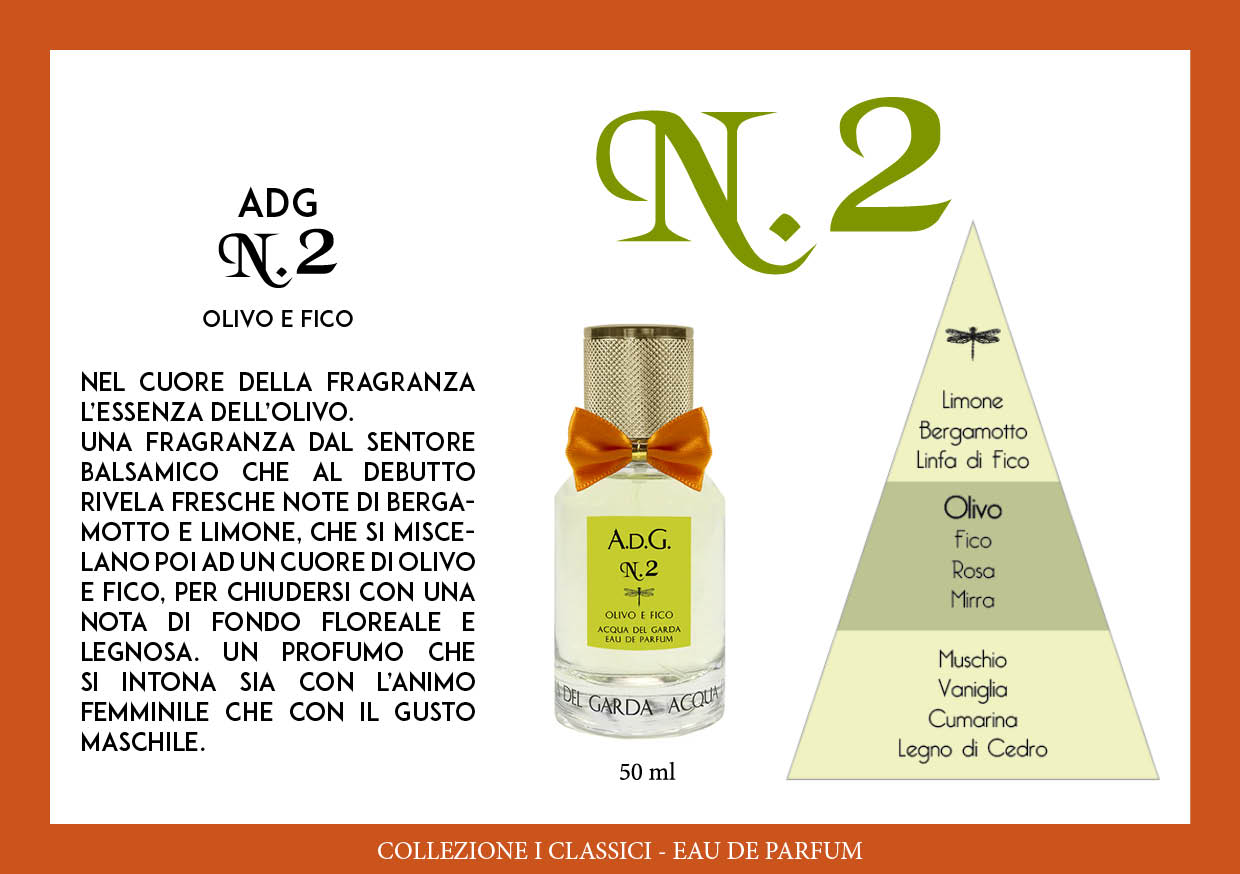 N.2
ADG
N.2
OLIVO E FICO
NEL CUORE DELLA FRAGRANZA
L'ESSENZA DELL'OLIVO.
UNA FRAGRANZA DAL SENTORE
BALSAMICO CHE AL DEBUTTO
RIVELA FRESCHE NOTE DI BERGA-
MOTTO E LIMONE, CHE SI MISCE-
LANO POI AD UN CUORE DI OLIVO
E FICO, PER CHIUDERSI CON UNA
NOTA DI FONDO FLOREALE E
LEGNOSA. UN PROFUMO CHE
SI INTONA SIA CON L'ANIMO
FEMMINILE CHE CON IL GUSTO
MASCHILE.
A.D.G.
N.2
OLIVO E FICO
ACQUA DEL GARDA
EAU DE PARFUM
DEL GARDA ACQUA
50 ml
Limone
Bergamotto
Linfa di Fico
Olivo
Fico
Rosa
Mirra
Muschio
Vaniglia
Cumarina
Legno di Cedro
COLLEZIONE I CLASSICI - EAU DE PARFUM